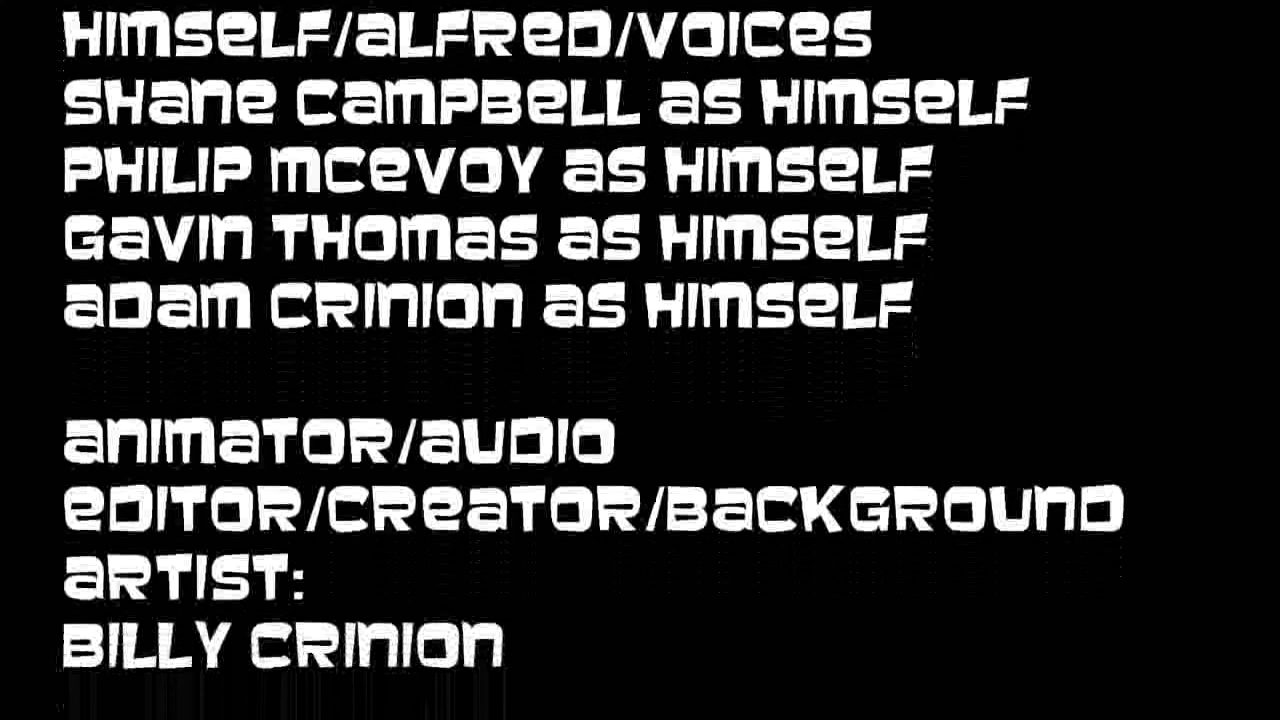 HIMSELF/ALFRED/VOICES
SHANE CAMPBELL AS HIMSELF
PHILIP MCEVOY AS HIMSELF
GAVIN THOMAS AS HIMSELF
ADAM CRINION AS HIMSELF
ANIMATOR/AUDIO
EDITOR/CREATOR/BACKGROUND
ARTIST:
BILLY CRINION